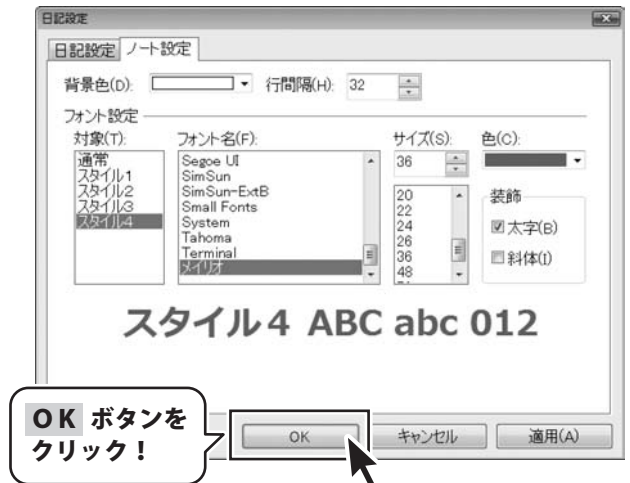 日記設定
日記設定 ノート設定
背景色(D): 行間隔(H): 32
フォント設定
対象(T): フォント名(F): サイズ(S): 色(C):
通常
スタイル1
スタイル2
スタイル3
スタイル4
Segoe UI
SimSun
SimSun-ExtB
Small Fonts
System
Tahoma
Terminal
メイリオ
36
20
22
24
26
36
48
装飾
太字(B)
斜体(I)
スタイル4 ABC abc 012
OK ボタンを
クリック！
OK キャンセル 適用(A)